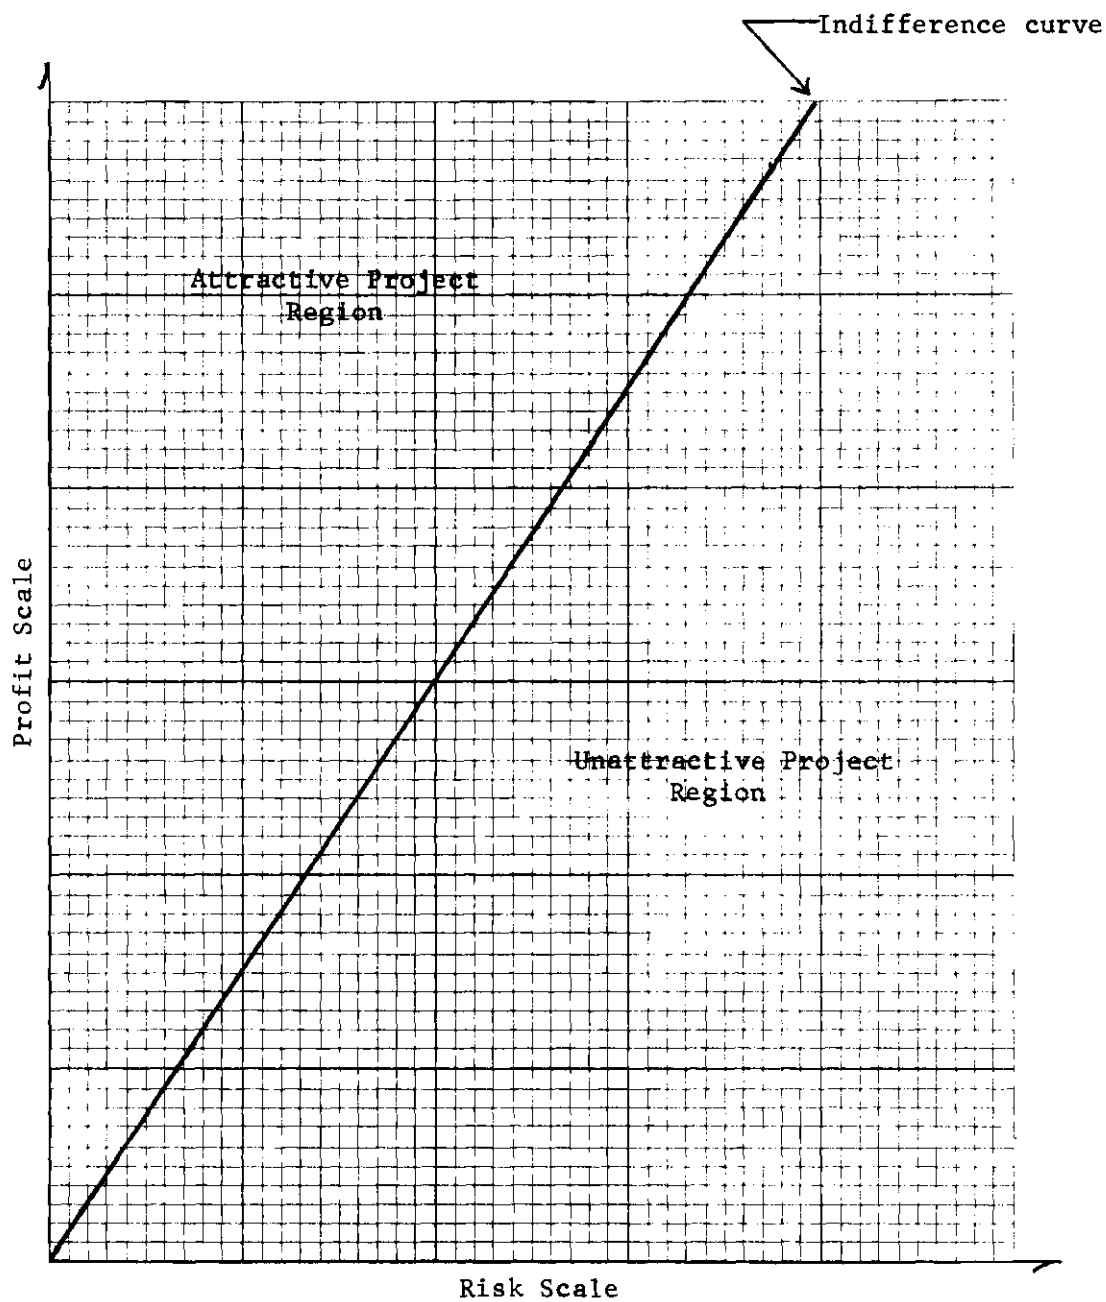 Indifference curve
Attractive Project
Region
Profit Scale
Unattractive Project
Region
Risk Scale